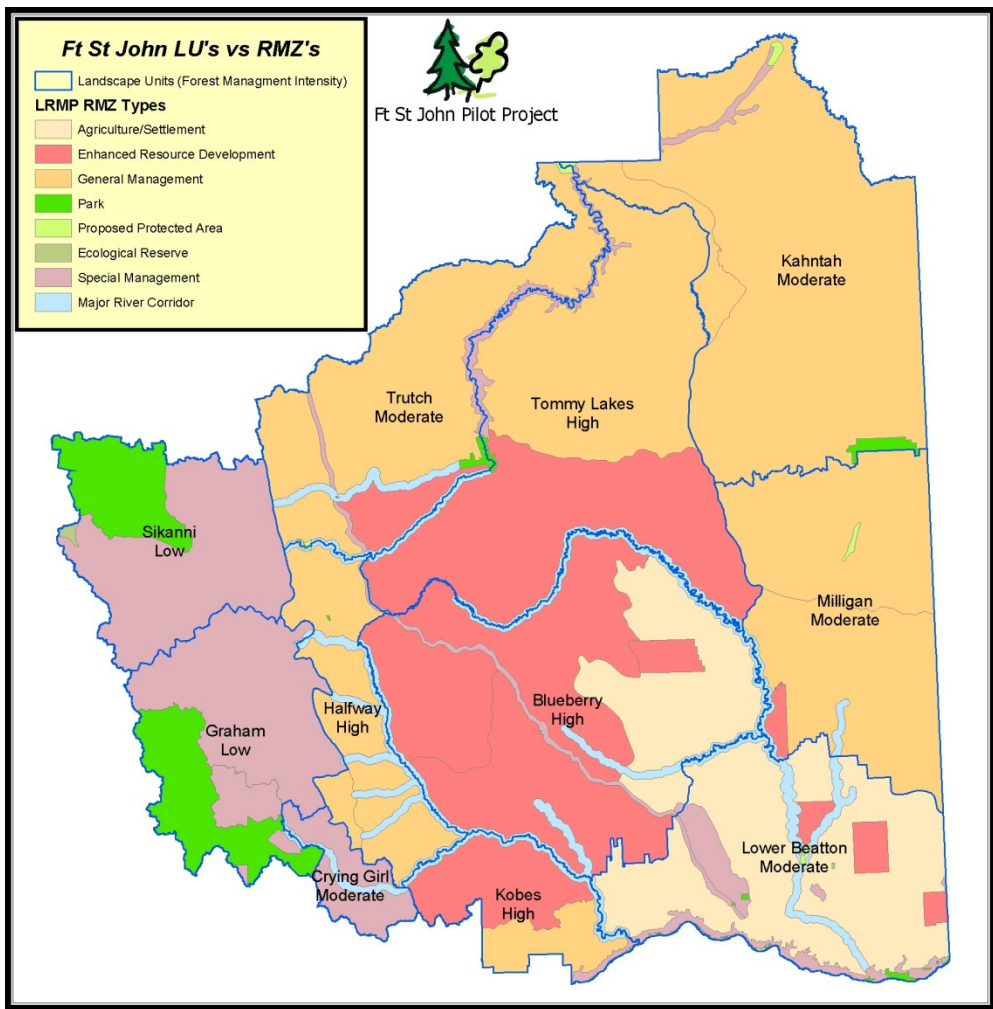 Ft St John LU's vs RMZ's
Landscape Units (Forest Managment Intensity)
LRMP RMZ Types
Agriculture/Settlement
Enhanced Resource Development
General Management
Park
Proposed Protected Area
Ecological Reserve
Special Management
Major River Corridor
Ft St John Pilot Project
Kahntah
Moderate
Trutch
Moderate
Tommy Lakes
High
Sikanni
Low
Milligan
Moderate
Halfway
High
Blueberry
High
Graham
Low
Lower Beatton
Moderate
Crying Girl
Moderate
Kobes
High